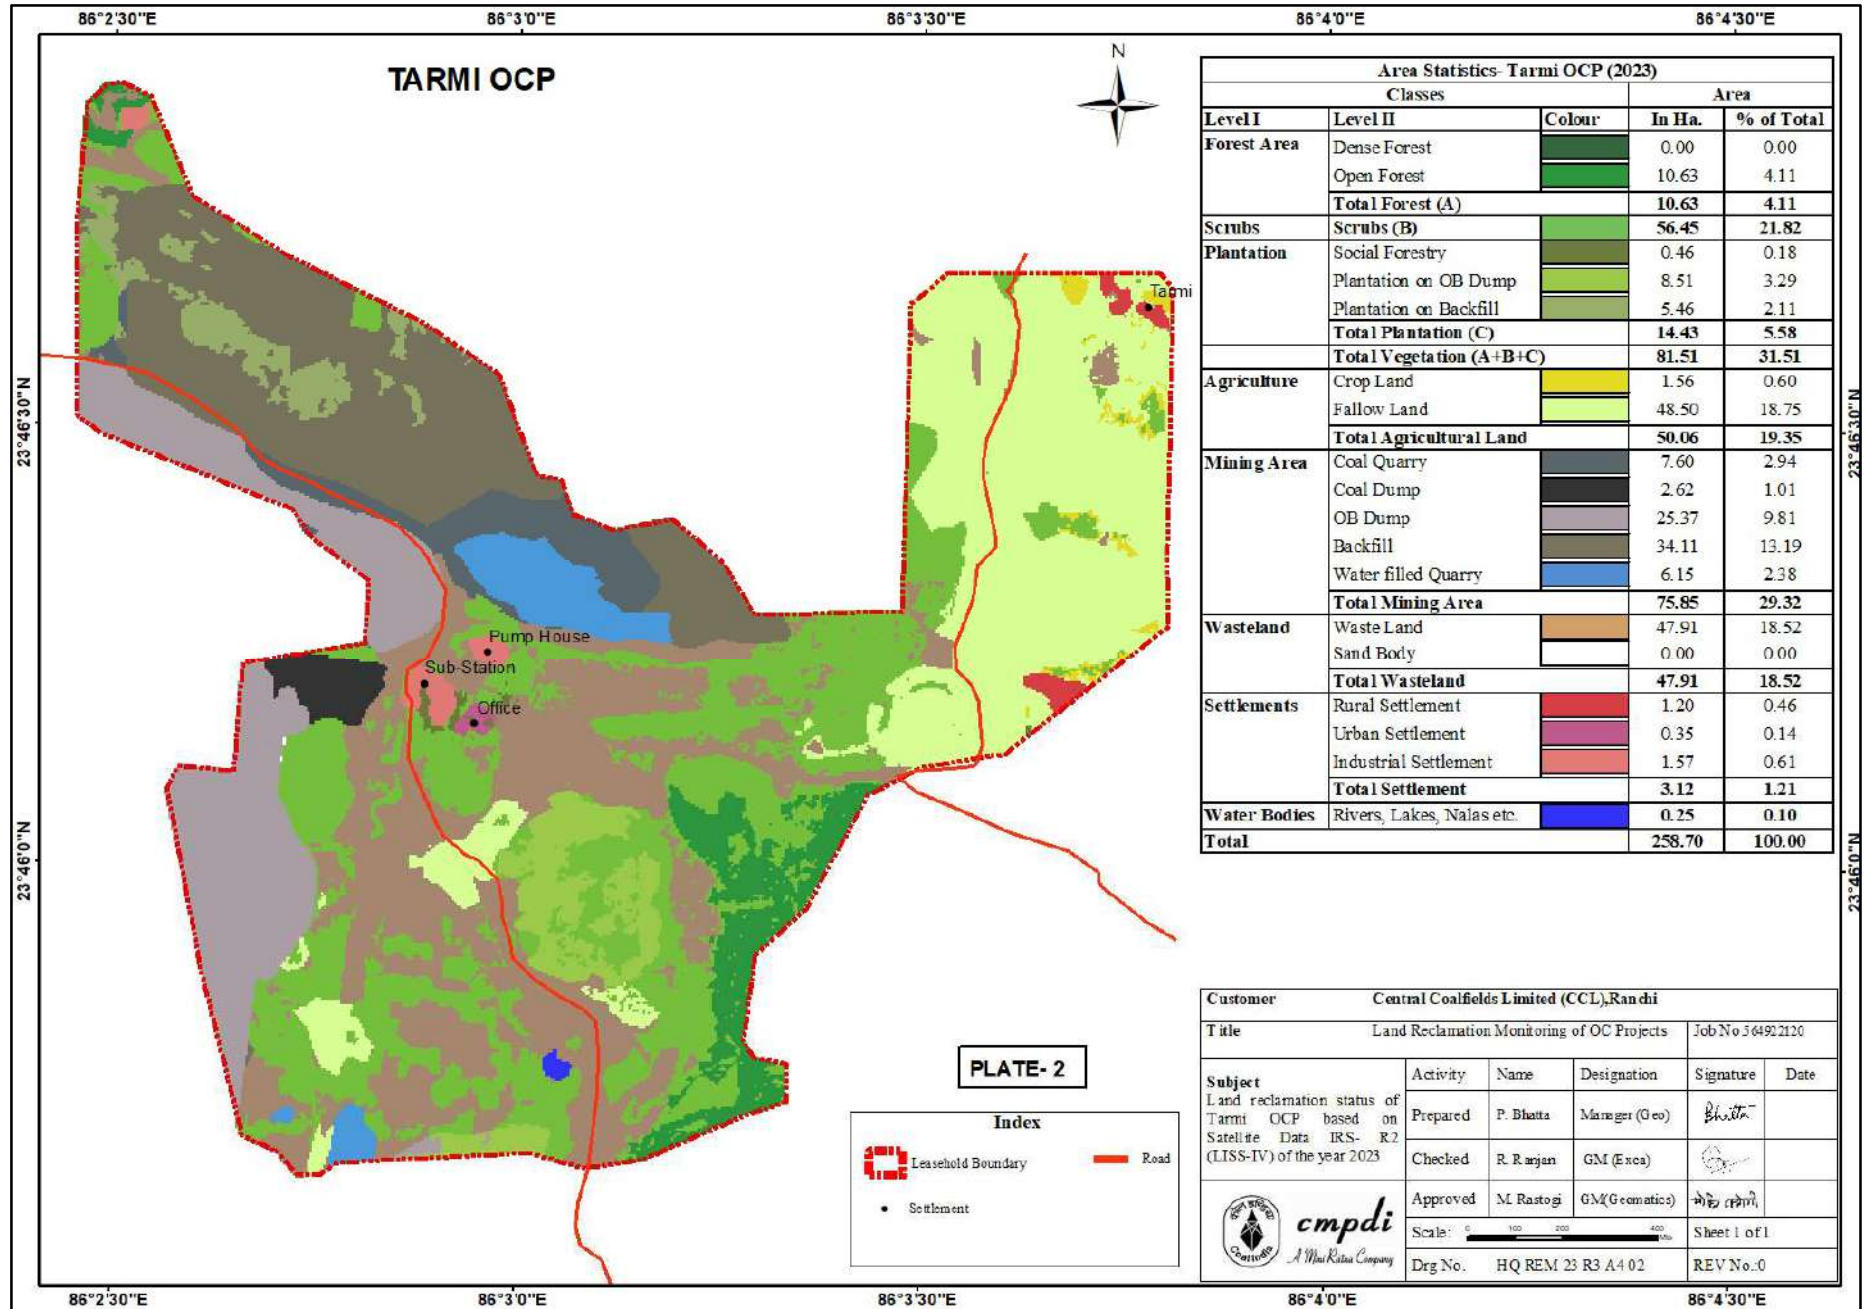 86°2'30"E 86°3'0"E 86°3'30"E 86°4'0"E 86°4'30"E
TARMI OCP
N
Area Statistics- Tarmi OCP (2023)
Classes Area
Level I Level II Colour In Ha. % of Total
Forest Area Dense Forest 0.00 0.00
Open Forest 10.63 4.11
Total Forest (A) 10.63 4.11
Scrubs Scrubs (B) 56.45 21.82
Plantation Social Forestry 0.46 0.18
Plantation on OB Dump 8.51 3.29
Plantation on Backfill 5.46 2.11
Total Plantation (C) 14.43 5.58
Total Vegetation (A+B+C) 81.51 31.51
Agriculture Crop Land 1.56 0.60
Fallow Land 48.50 18.75
Total Agricultural Land 50.06 19.35
Mining Area Coal Quarry 7.60 2.94
Coal Dump 2.62 1.01
OB Dump 25.37 9.81
Backfill 34.11 13.19
Water filled Quarry 6.15 2.38
Total Mining Area 75.85 29.32
Wasteland Waste Land 47.91 18.52
Sand Body 0.00 0.00
Total Wasteland 47.91 18.52
Settlements Rural Settlement 1.20 0.46
Urban Settlement 0.35 0.14
Industrial Settlement 1.57 0.61
Total Settlement 3.12 1.21
Water Bodies Rivers, Lakes, Nalas etc. 0.25 0.10
Total 258.70 100.00
Tarmi
23°46'30"N
23°46'30"N
Pump House
Sub-Station
Office
23°46'0"N
23°46'0"N
PLATE- 2
Index
Leasehold Boundary Road
Settlement
Customer Central Coalfields Limited (CCL),Ranchi
Title Land Reclamation Monitoring of OC Projects Job No 564922120
Subject
Land reclamation status of
Tarmi OCP based on
Satellite Data IRS- R2
(LISS-IV) of the year 2023
Activity Name Designation Signature Date
Prepared P. Bhatta Manager (Geo) Bhatta
Checked R. Ranjan GM (Exca)
Approved M. Rastogi GM(Geomatics)
cmpdi
A Mini Ratna Company
Scale: 0 100 200 400 Sheet 1 of 1
Drg No. HQ REM 23 R3 A4 02 REV No.:0
86°2'30"E 86°3'0"E 86°3'30"E 86°4'0"E 86°4'30"E